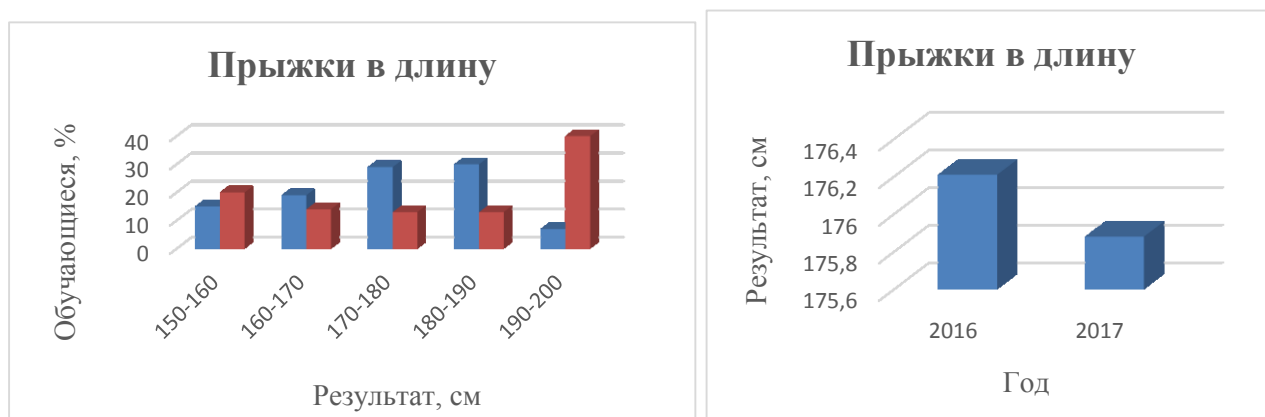 Прыжки в длину
Обучающиеся, %
40
30
20
10
0
150-160
160-170
170-180
180-190
190-200
Результат, см
Прыжки в длину
Результат, см
176,4
176,2
176
175,8
175,6
2016
2017
Год